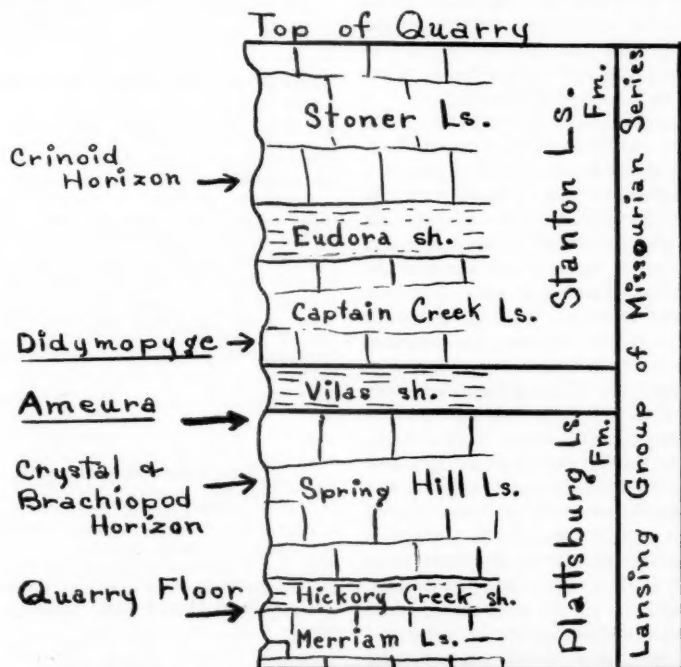 Top of Quarry
Stoner Ls.
Crinoid
Horizon
Eudora sh.
Captain Creek Ls.
Didymopyge
Vilas sh.
Ameura
Crystal &
Brachiopod
Horizon
Spring Hill Ls.
Quarry Floor
Hickory Creek sh.
Merriam Ls.
Stanton Ls.
Fm.
Plattsburg Ls.
Fm.
Lansing Group of Missourian Series